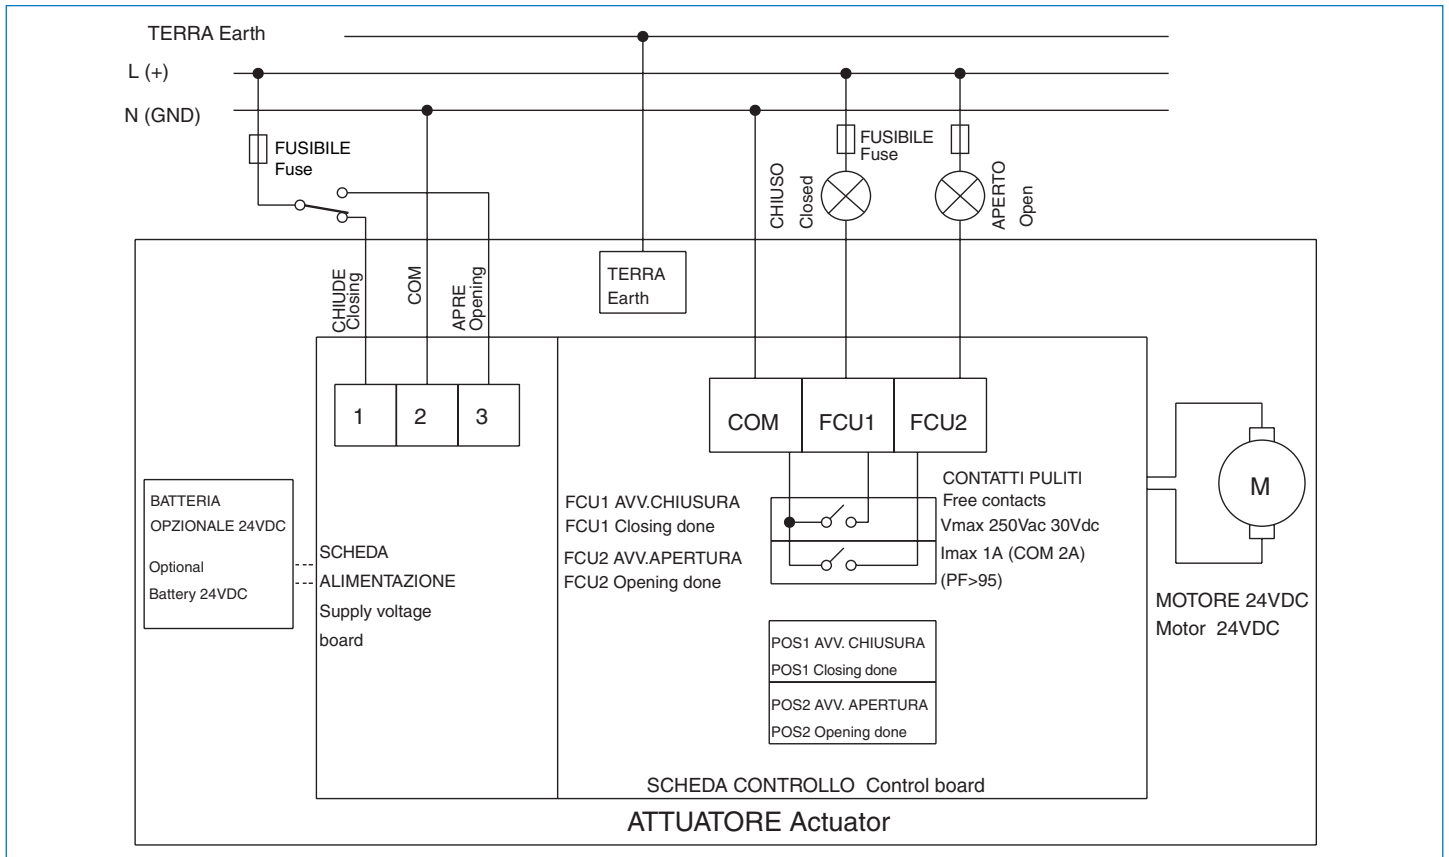 TERRA Earth
L (+)
N (GND)
FUSIBILE
Fuse
FUSIBILE
Fuse
CHIUSO
Closed
APERTO
Open
CHIUDE
Closing
COM
APRE
Opening
TERRA
Earth
1
2
3
COM
FCU1
FCU2
CONTATTI PULITI
Free contacts
Vmax 250Vac 30Vdc
Imax 1A (COM 2A)
(PF>95)
FCU1 AVV.CHIUSURA
FCU1 Closing done
FCU2 AVV.APERTURA
FCU2 Opening done
M
BATTERIA
OPZIONALE 24VDC
Optional
Battery 24VDC
SCHEDA
ALIMENTAZIONE
Supply voltage
board
MOTORE 24VDC
Motor 24VDC
POS1 AVV. CHIUSURA
POS1 Closing done
POS2 AVV. APERTURA
POS2 Opening done
SCHEDA CONTROLLO Control board
ATTUATORE Actuator